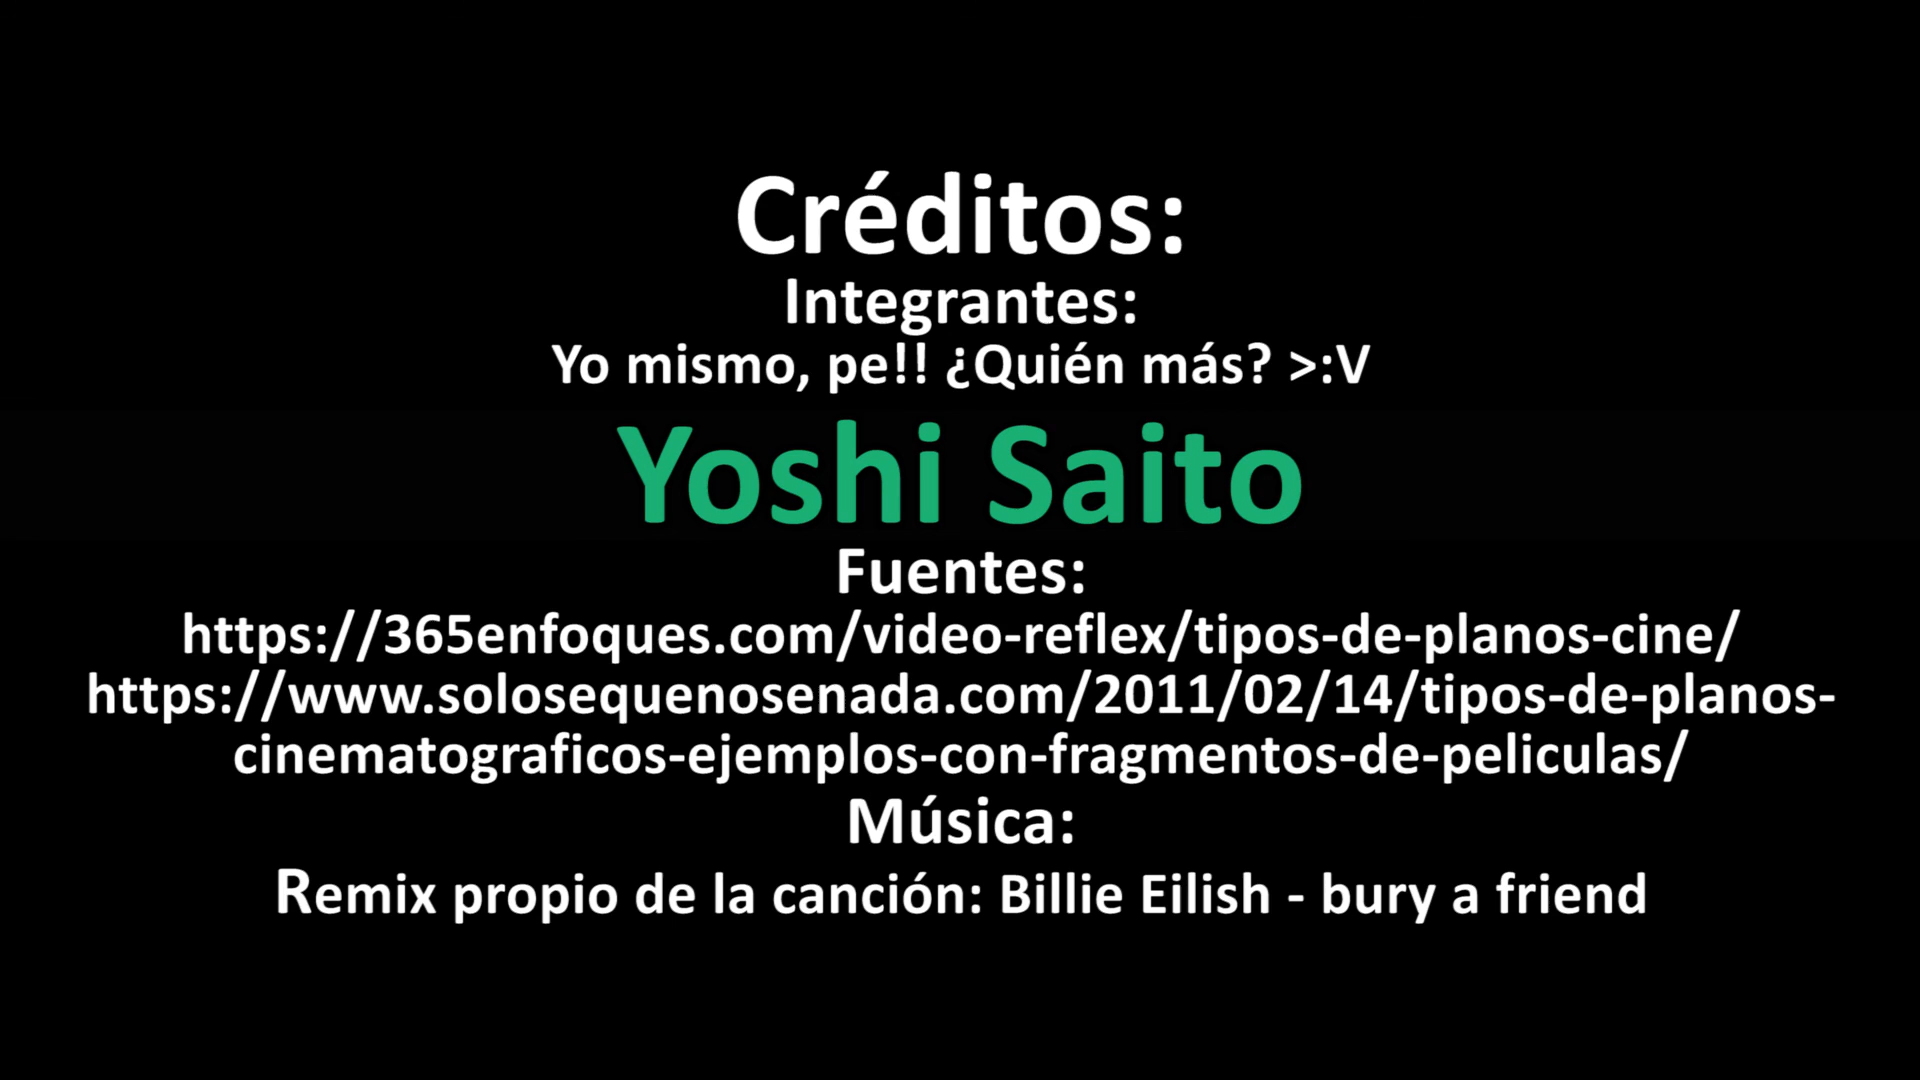 Créditos:
Integrantes:
Yo mismo, pe!! ¿Quién más? >:V
Yoshi Saito
Fuentes:
https://365enfoques.com/video-reflex/tipos-de-planos-cine/
https://www.solosequenosenada.com/2011/02/14/tipos-de-planos-
cinematograficos-ejemplos-con-fragmentos-de-peliculas/
Música:
Remix propio de la canción: Billie Eilish - bury a friend